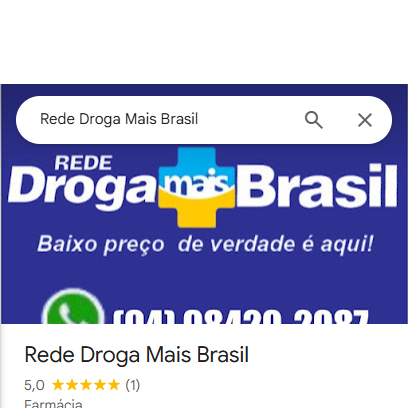 Rede Droga Mais Brasil
REDE
Droga mais Brasil
Baixo preço de verdade é aqui!
Rede Droga Mais Brasil
5,0 ★★★★★ (1)
Farmácia